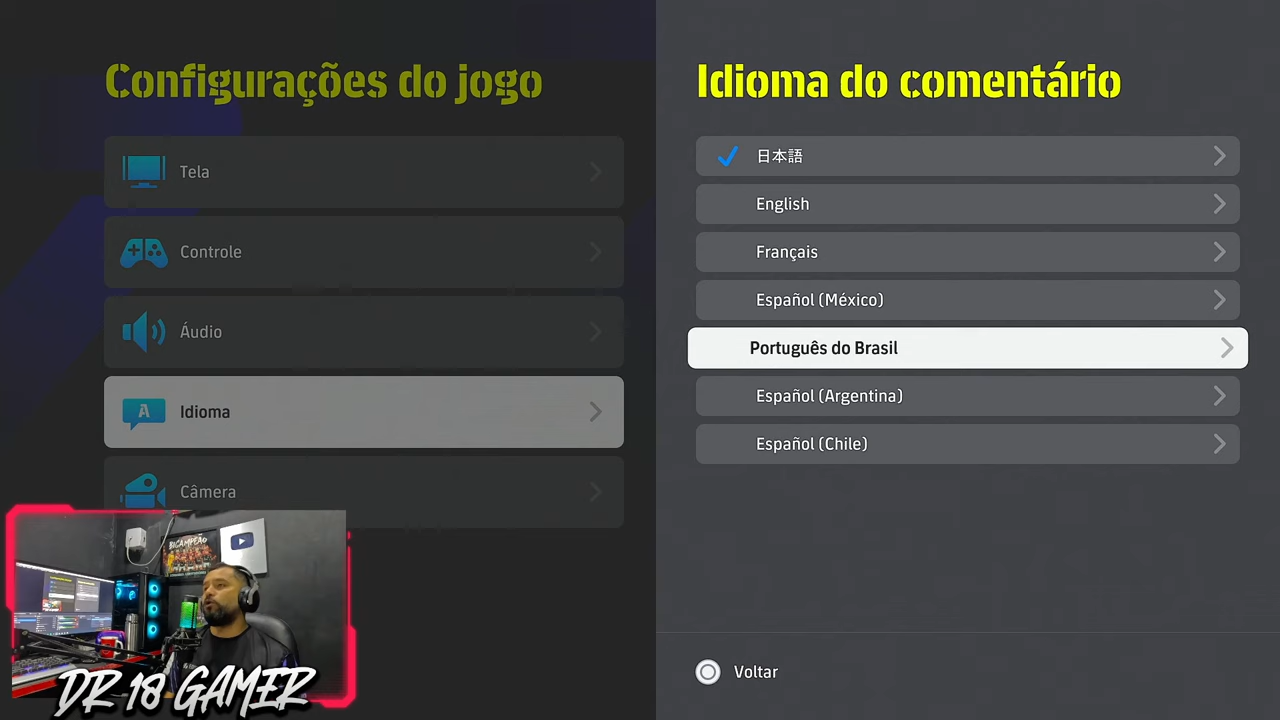 Configurações do jogo
Tela
Controle
Áudio
Idioma
Câmera
Idioma do comentário
日本語
English
Français
Español (México)
Português do Brasil
Español (Argentina)
Español (Chile)
Voltar
BICAMPEÃO
DR 18 GAMER